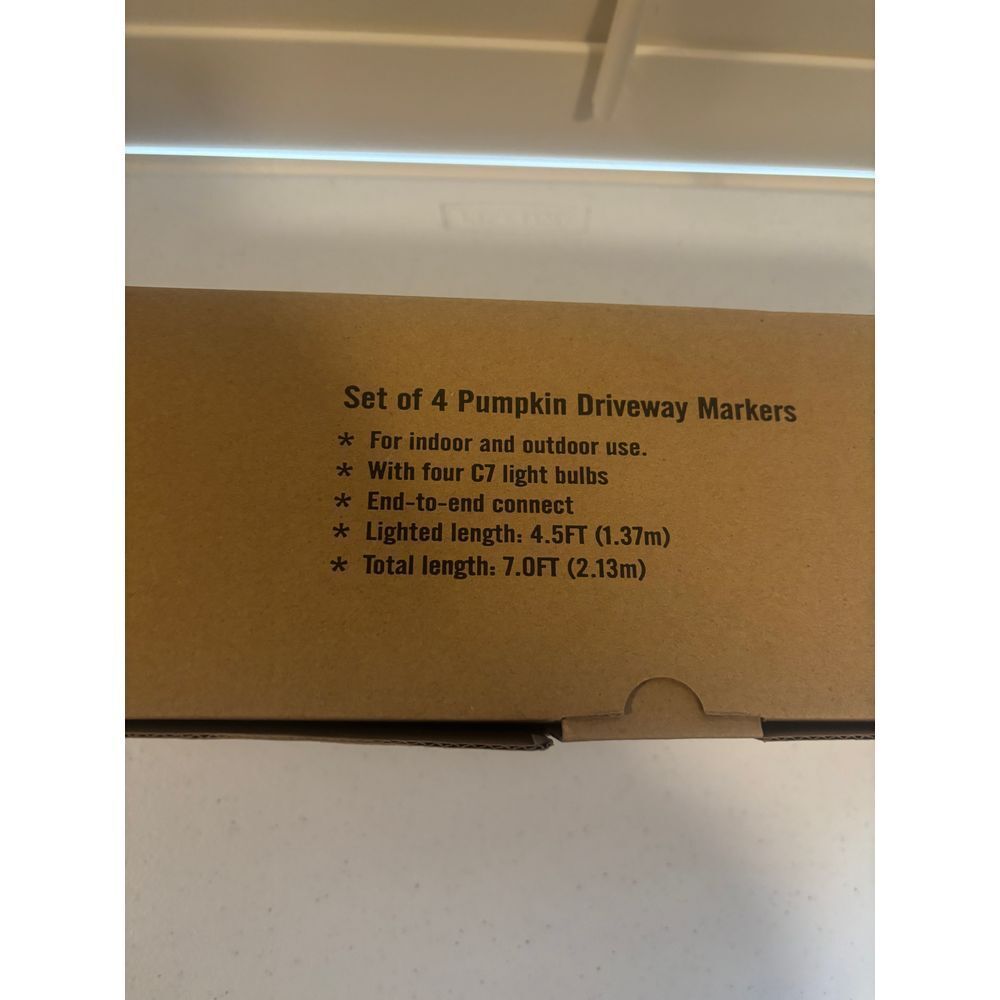 Set of 4 Pumpkin Driveway Markers
* For indoor and outdoor use.
* With four C7 light bulbs
* End-to-end connect
* Lighted length: 4.5FT (1.37m)
* Total length: 7.0FT (2.13m)